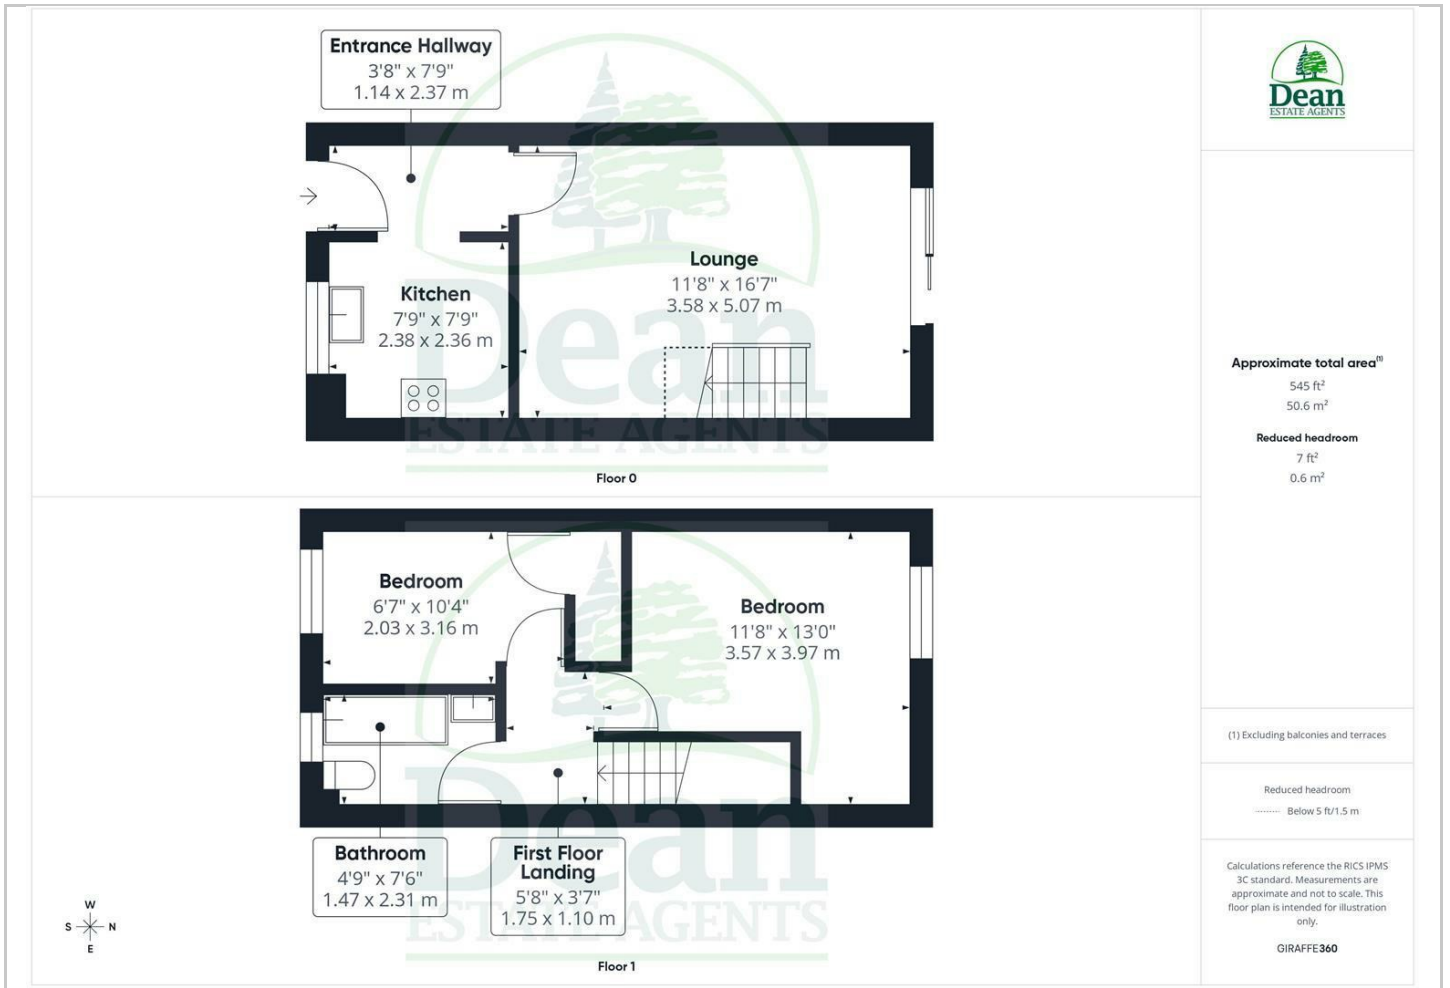 Entrance Hallway
3'8" x 7'9"
1.14 x 2.37 m
Lounge
11'8" x 16'7"
3.58 x 5.07 m
Kitchen
7'9" x 7'9"
2.38 x 2.36 m
Dean
ESTATE AGENTS
Floor 0
Bedroom
6'7" x 10'4"
2.03 x 3.16 m
Bedroom
11'8" x 13'0"
3.57 x 3.97 m
Bathroom
4'9" x 7'6"
1.47 x 2.31 m
First Floor
Landing
5'8" x 3'7"
1.75 x 1.10 m
Dean
ESTATE AGENTS
Floor 1
W
S N
E
Dean
ESTATE AGENTS
Approximate total area(1)
545 ft²
50.6 m²
Reduced headroom
7 ft²
0.6 m²
(1) Excluding balconies and terraces
Reduced headroom
Below 5 ft/1.5 m
Calculations reference the RICS IPMS
3C standard. Measurements are
approximate and not to scale. This
floor plan is intended for illustration
only.
GIRAFFE360